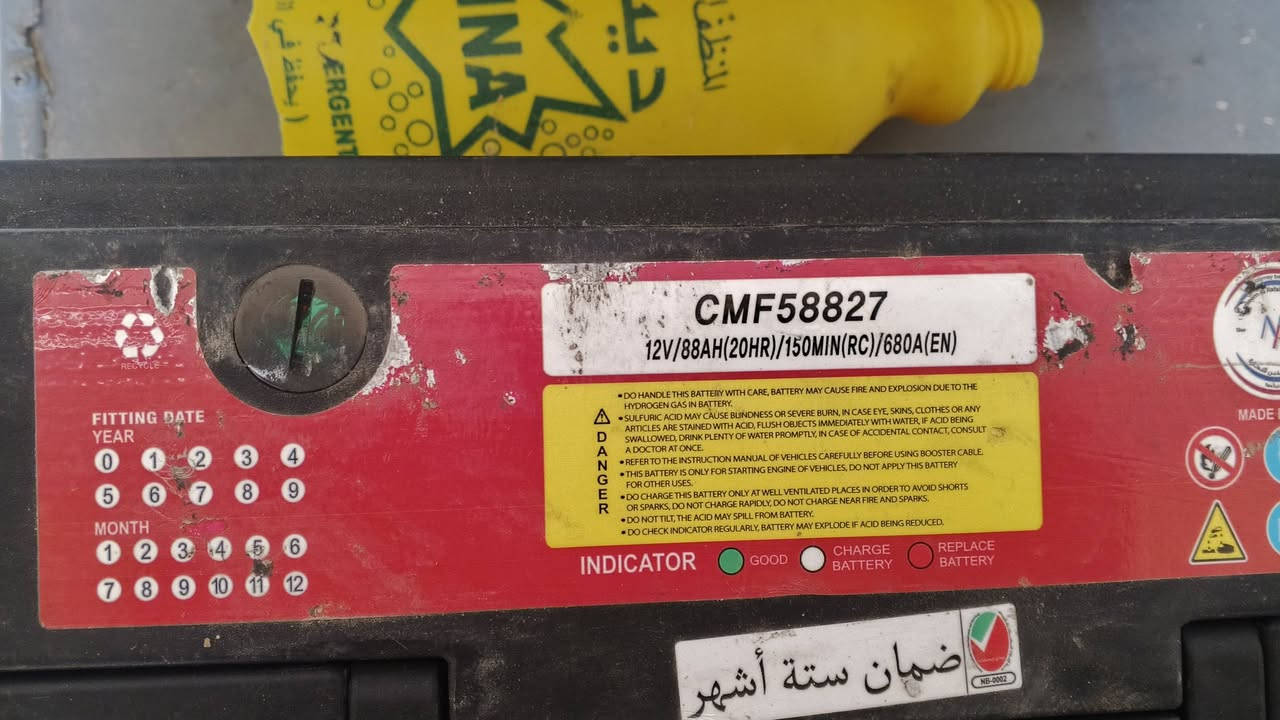 INA
دي
للتنظيف
ÆRGENT
( يحفظ في
CMF58827
12V/88AH(20HR)/150MIN(RC)/680A(EN)
RECYCLE
FITTING DATE
YEAR
0 1 2 3 4
5 6 7 8 9
MONTH
1 2 3 4 5 6
7 8 9 10 11 12
DANGER
• DO HANDLE THIS BATTERY WITH CARE, BATTERY MAY CAUSE FIRE AND EXPLOSION DUE TO THE
HYDROGEN GAS IN BATTERY.
• SULFURIC ACID MAY CAUSE BLINDNESS OR SEVERE BURN, IN CASE EYE, SKINS, CLOTHES OR ANY
ARTICLES ARE STAINED WITH ACID, FLUSH OBJECTS IMMEDIATELY WITH WATER, IF ACID BEING
SWALLOWED, DRINK PLENTY OF WATER PROMPTLY, IN CASE OF ACCIDENTAL CONTACT, CONSULT
A DOCTOR AT ONCE.
• REFER TO THE INSTRUCTION MANUAL OF VEHICLES CAREFULLY BEFORE USING BOOSTER CABLE.
• THIS BATTERY IS ONLY FOR STARTING ENGINE OF VEHICLES, DO NOT APPLY THIS BATTERY
FOR OTHER USES.
• DO CHARGE THIS BATTERY ONLY AT WELL VENTILATED PLACES IN ORDER TO AVOID SHORTS
OR SPARKS, DO NOT CHARGE RAPIDLY, DO NOT CHARGE NEAR FIRE AND SPARKS.
• DO NOT TILT, THE ACID MAY SPILL FROM BATTERY.
• DO CHECK INDICATOR REGULARLY, BATTERY MAY EXPLODE IF ACID BEING REDUCED.
INDICATOR GOOD CHARGE BATTERY REPLACE BATTERY
MADE
ضمان ستة أشهر
NB-0002